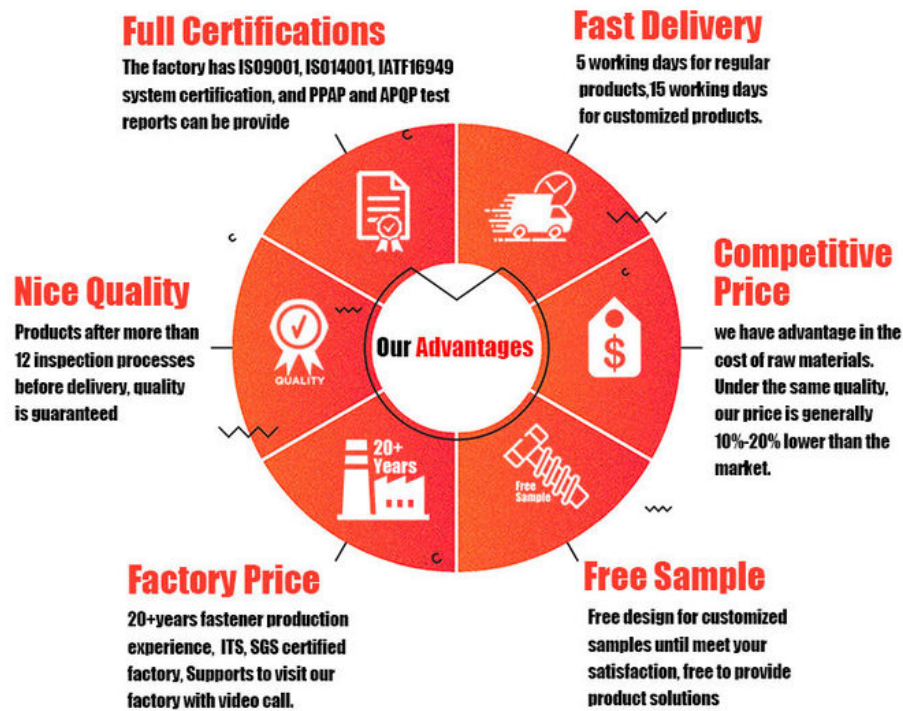 Full Certifications
The factory has ISO9001, ISO14001, IATF16949
system certification, and PPAP and APQP test
reports can be provide
Fast Delivery
5 working days for regular
products,15 working days
for customized products.
Nice Quality
Products after more than
12 inspection processes
before delivery, quality
is guaranteed
QUALITY
Our Advantages
Competitive
Price
we have advantage in the
cost of raw materials.
Under the same quality,
our price is generally
10%-20% lower than the
market.
$
20+
Years
Free
Sample
Factory Price
20+years fastener production
experience, ITS, SGS certified
factory, Supports to visit our
factory with video call.
Free Sample
Free design for customized
samples until meet your
satisfaction, free to provide
product solutions